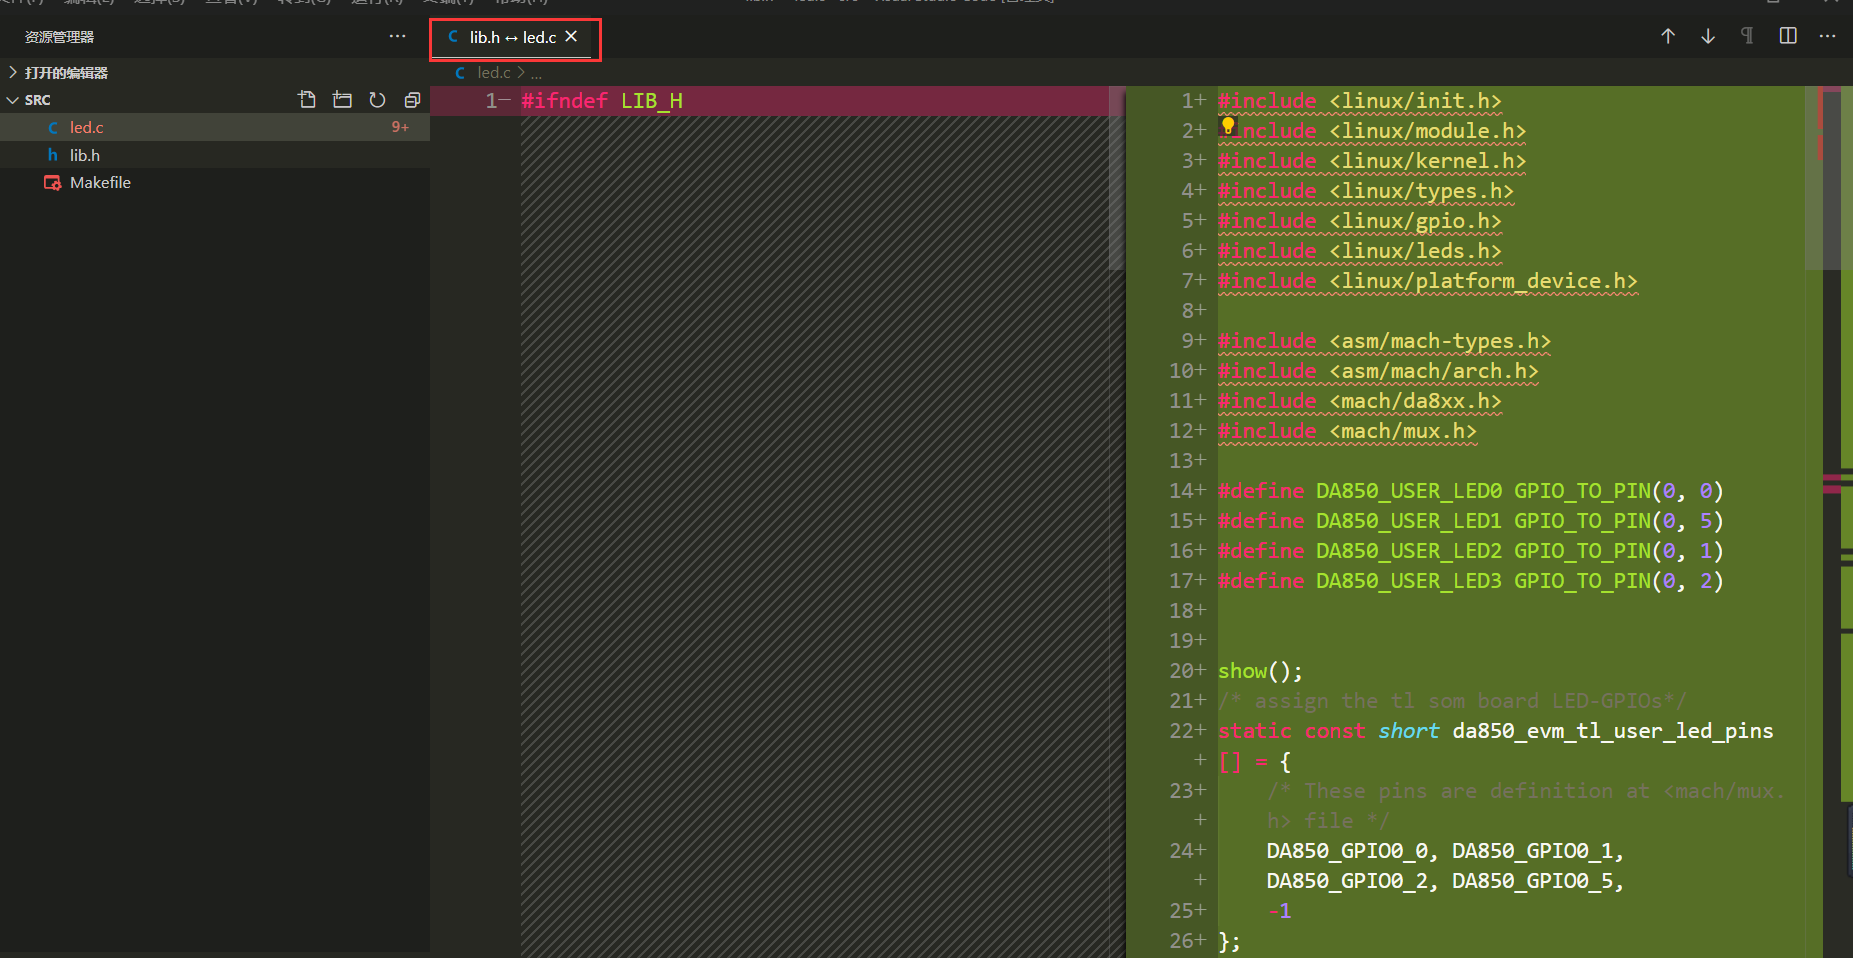 资源管理器
···
lib.h ↔ led.c ×
打开的编辑器
C led.c > ...
SRC
C led.c 9+
h lib.h
Makefile
1− #ifndef LIB_H
1+ #include <linux/init.h>
2+ #include <linux/module.h>
3+ #include <linux/kernel.h>
4+ #include <linux/types.h>
5+ #include <linux/gpio.h>
6+ #include <linux/leds.h>
7+ #include <linux/platform_device.h>
8+
9+ #include <asm/mach-types.h>
10+ #include <asm/mach/arch.h>
11+ #include <mach/da8xx.h>
12+ #include <mach/mux.h>
13+
14+ #define DA850_USER_LED0 GPIO_TO_PIN(0, 0)
15+ #define DA850_USER_LED1 GPIO_TO_PIN(0, 5)
16+ #define DA850_USER_LED2 GPIO_TO_PIN(0, 1)
17+ #define DA850_USER_LED3 GPIO_TO_PIN(0, 2)
18+
19+
20+ show();
21+ /* assign the tl som board LED-GPIOs*/
22+ static const short da850_evm_tl_user_led_pins
+ [] = {
23+ /* These pins are definition at <mach/mux.
+ h> file */
24+ DA850_GPIO0_0, DA850_GPIO0_1,
+ DA850_GPIO0_2, DA850_GPIO0_5,
25+ -1
26+ };